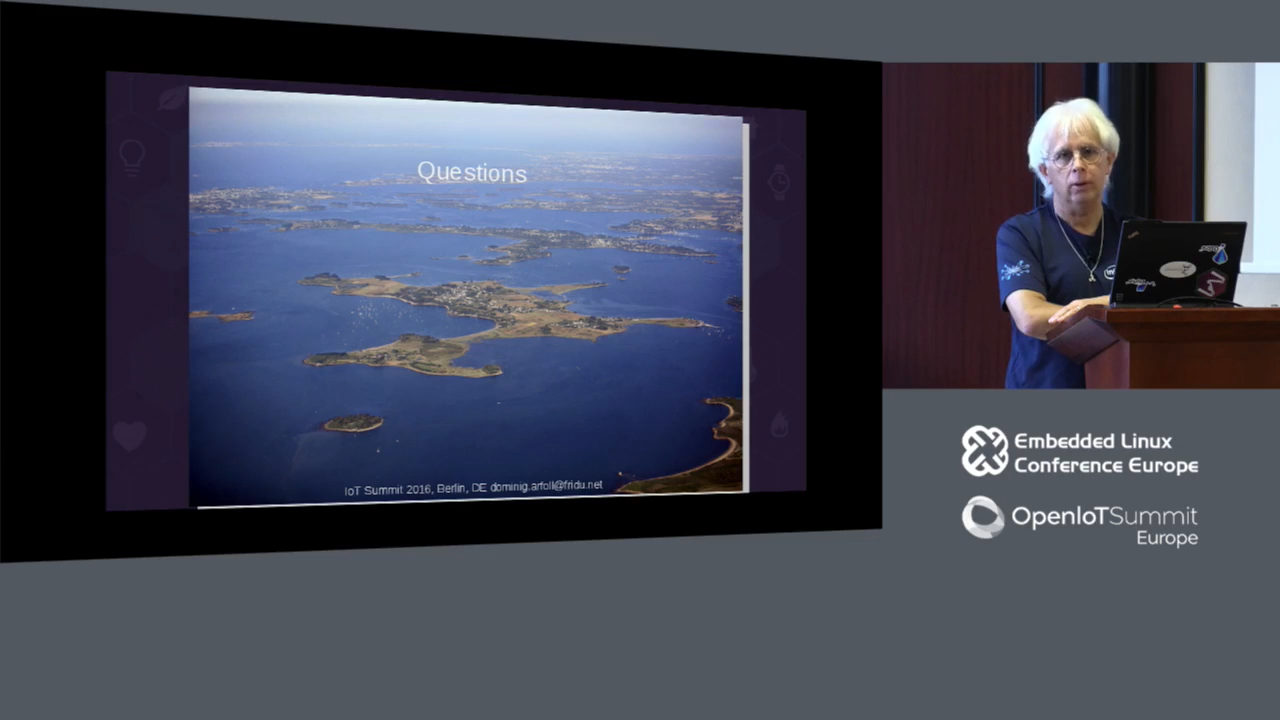 Questions
IoT Summit 2016, Berlin, DE dominig.arfoll@fridu.net
Embedded Linux
Conference Europe
OpenIoTSummit
Europe